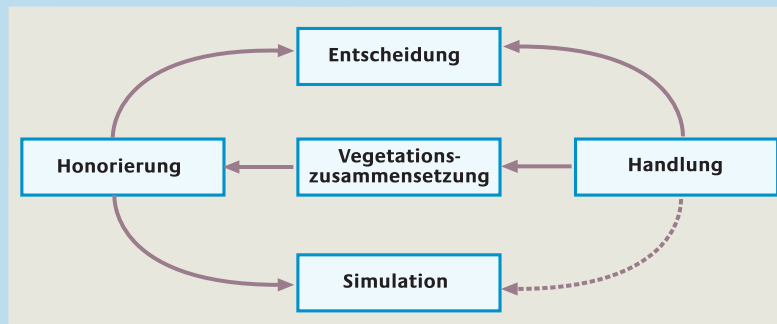 Entscheidung
Honorierung
Vegetations-
zusammensetzung
Handlung
Simulation